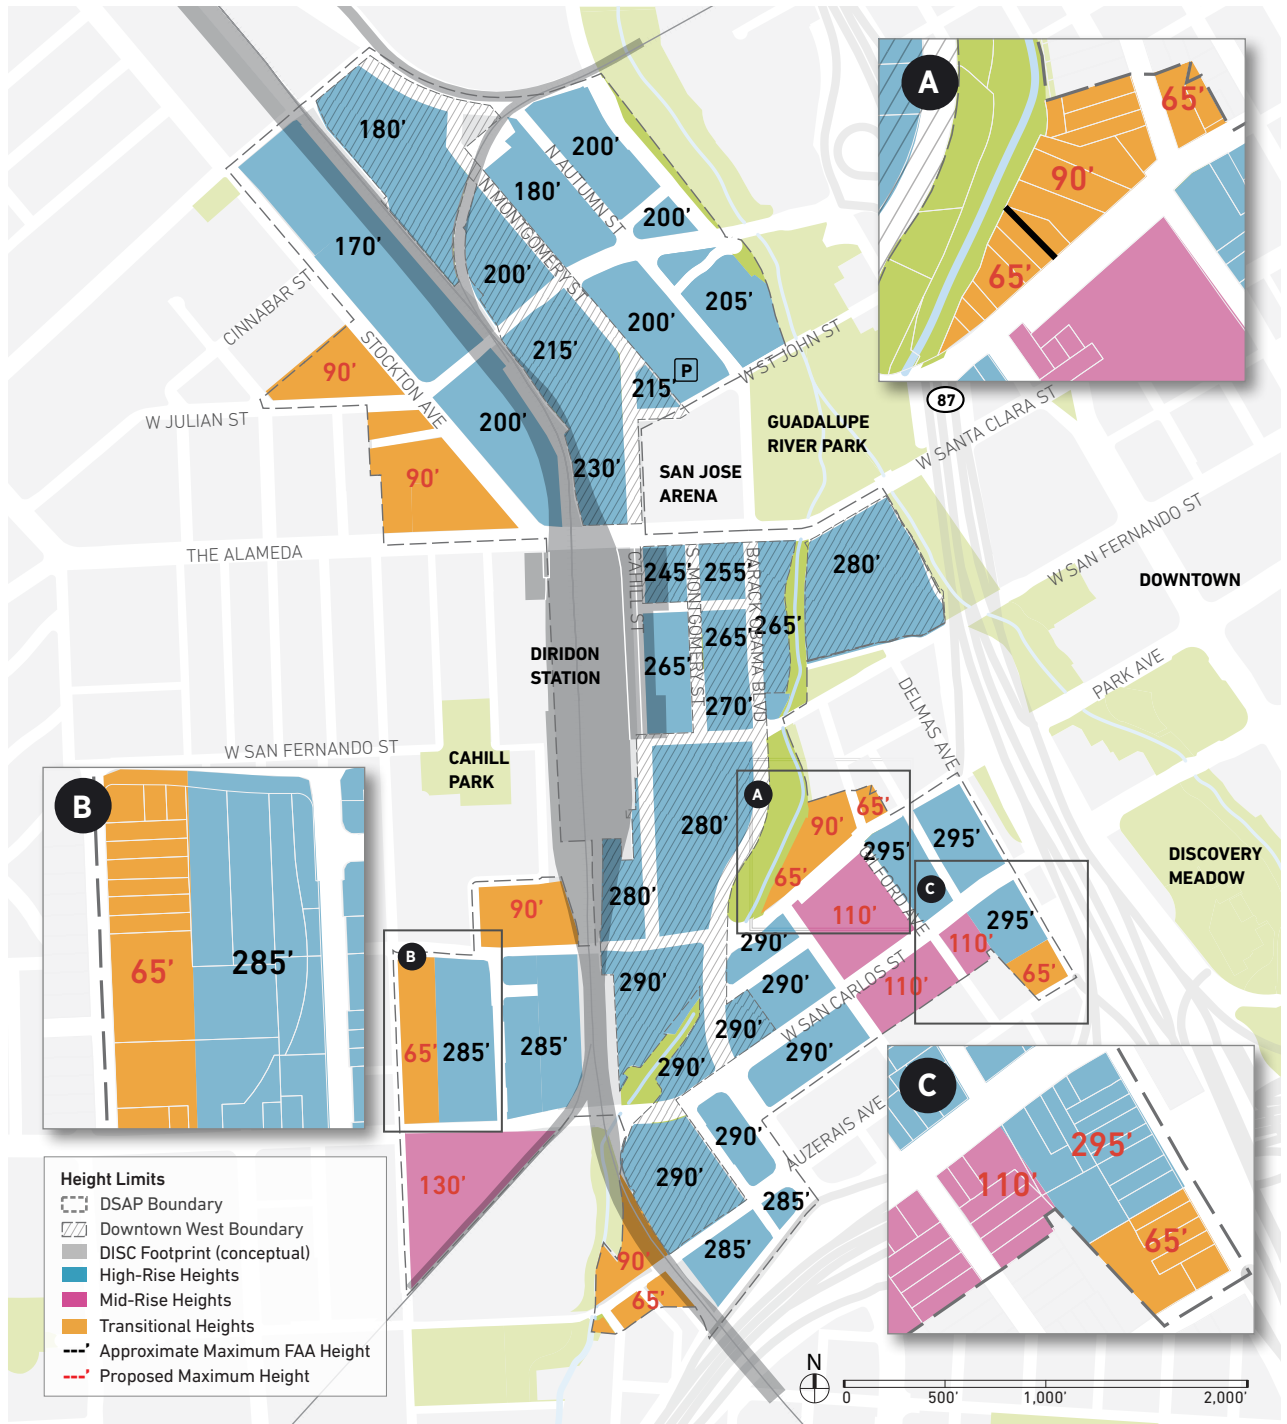 A
65'
90'
65'
180'
200'
180'
200'
170'
200'
N AUTUMN ST
N MONTGOMERY ST
205'
200'
215'
215'
P
CINNABAR ST
STOCKTON AVE
W ST JOHN ST
90'
87
W JULIAN ST
200'
GUADALUPE
RIVER PARK
W SANTA CLARA ST
230'
SAN JOSE
ARENA
90'
THE ALAMEDA
W SAN FERNANDO ST
245'
255'
280'
DOWNTOWN
CAHILL ST
S MONTGOMERY ST
BARACK OBAMA BLVD
265'
265'
265'
DIRIDON
STATION
270'
PARK AVE
DELMAS AVE
W SAN FERNANDO ST
CAHILL
PARK
B
65'
285'
A
280'
90'
65'
295'
295'
65'
DISCOVERY
MEADOW
C
280'
90'
110'
295'
290'
110'
B
65'
290'
290'
110'
W SAN CARLOS ST
65'
285'
285'
290'
290'
290'
C
295'
110'
65'
290'
AUZERAIS AVE
130'
290'
285'
285'
90'
65'
Height Limits
DSAP Boundary
Downtown West Boundary
DISC Footprint (conceptual)
High-Rise Heights
Mid-Rise Heights
Transitional Heights
Approximate Maximum FAA Height
Proposed Maximum Height
N
0 500' 1,000' 2,000'